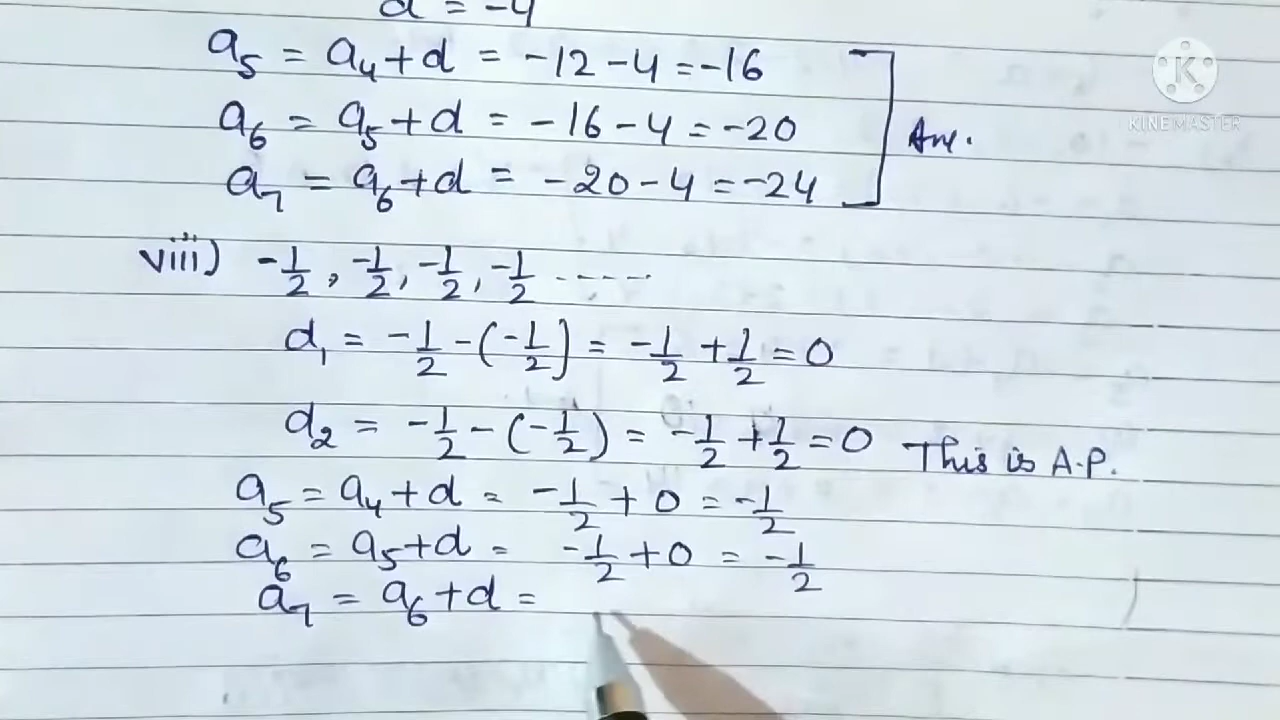 d = -4
a₅ = a₄+d = -12-4 = -16
a₆ = a₅+d = -16-4 = -20
a₇ = a₆+d = -20-4 = -24
Ans.
KINEMASTER
viii) -1/2, -1/2, -1/2, -1/2 .....
d₁ = -1/2 - (-1/2) = -1/2 + 1/2 = 0
d₂ = -1/2 - (-1/2) = -1/2 + 1/2 = 0 This is A.P.
a₅ = a₄+d = -1/2 + 0 = -1/2
a₆ = a₅+d = -1/2 + 0 = -1/2
a₇ = a₆+d =